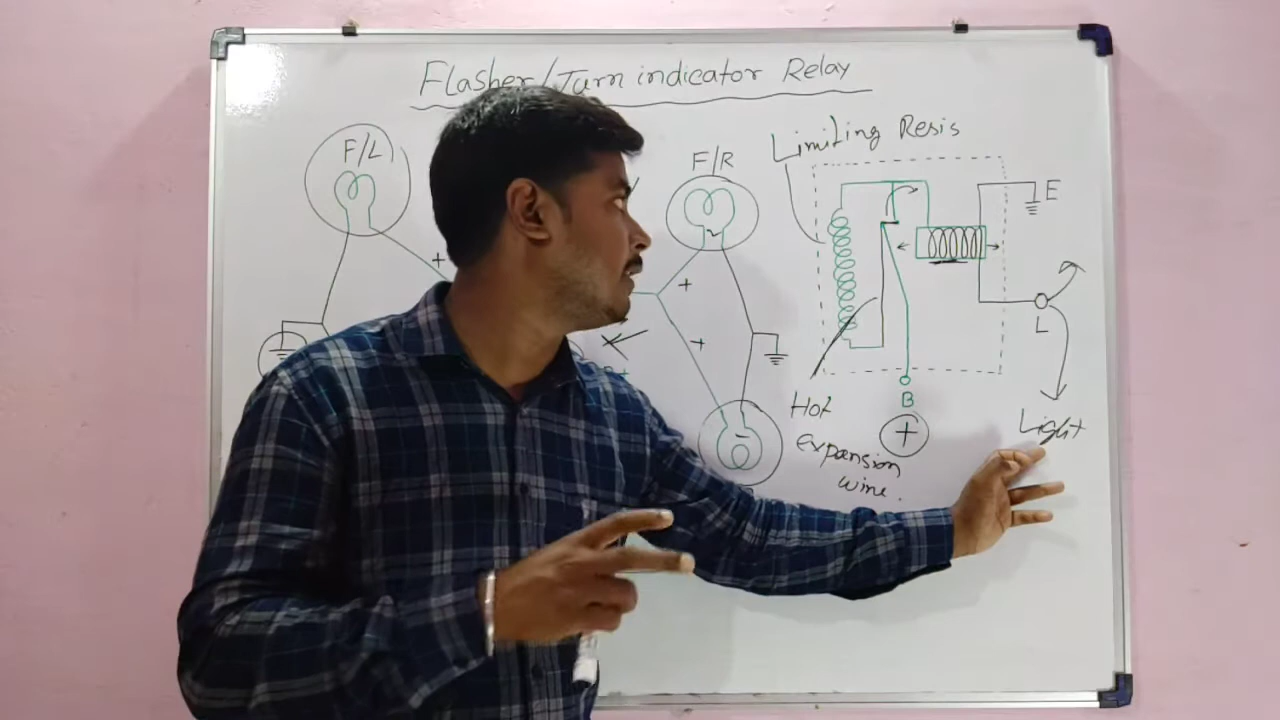 Flasher/Turn indicator Relay
F/L
F/R
Limiting Resis
E
+
+
+
L
B
+
Hot
expansion
wire.
Light